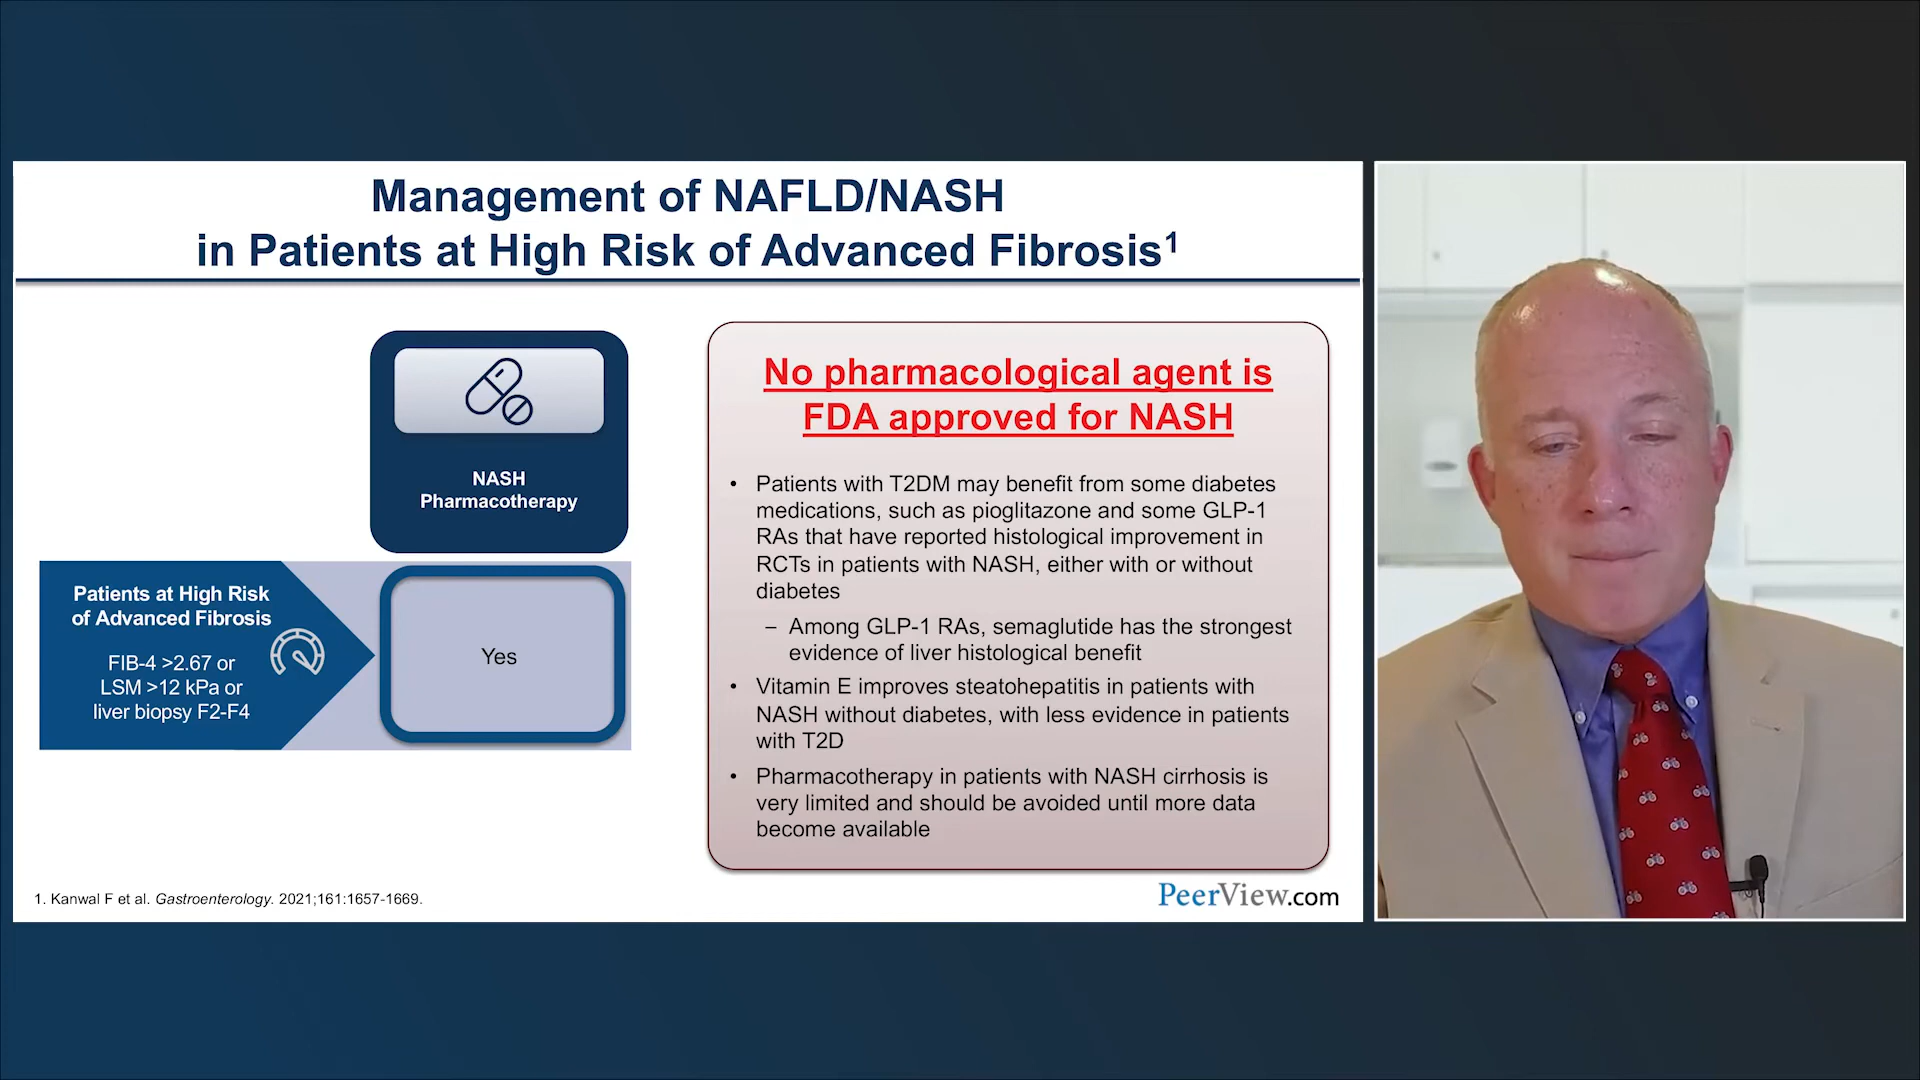 Management of NAFLD/NASH
in Patients at High Risk of Advanced Fibrosis1
NASH
Pharmacotherapy
Patients at High Risk
of Advanced Fibrosis
FIB-4 >2.67 or
LSM >12 kPa or
liver biopsy F2-F4
Yes
No pharmacological agent is
FDA approved for NASH
• Patients with T2DM may benefit from some diabetes
medications, such as pioglitazone and some GLP-1
RAs that have reported histological improvement in
RCTs in patients with NASH, either with or without
diabetes
– Among GLP-1 RAs, semaglutide has the strongest
evidence of liver histological benefit
• Vitamin E improves steatohepatitis in patients with
NASH without diabetes, with less evidence in patients
with T2D
• Pharmacotherapy in patients with NASH cirrhosis is
very limited and should be avoided until more data
become available
1. Kanwal F et al. Gastroenterology. 2021;161:1657-1669.
PeerView.com